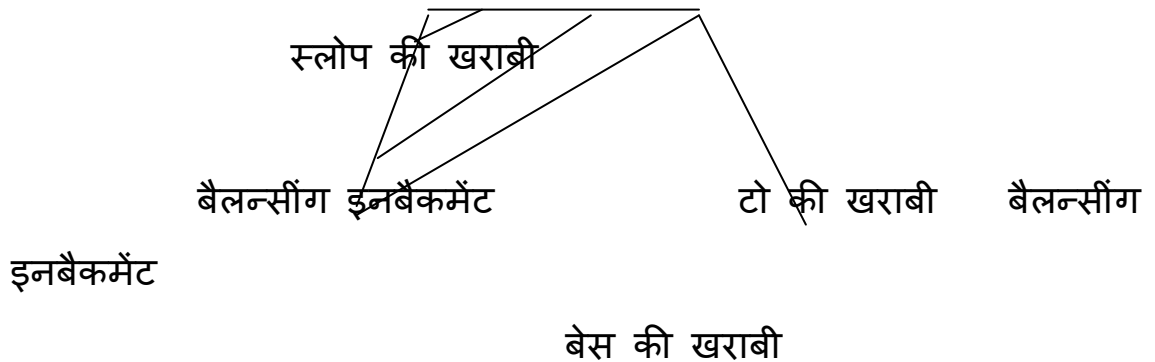 स्लोप की खराबी
बैलन्सींग इनबैकमेंट टो की खराबी बैलन्सींग
इनबैकमेंट
बेस की खराबी